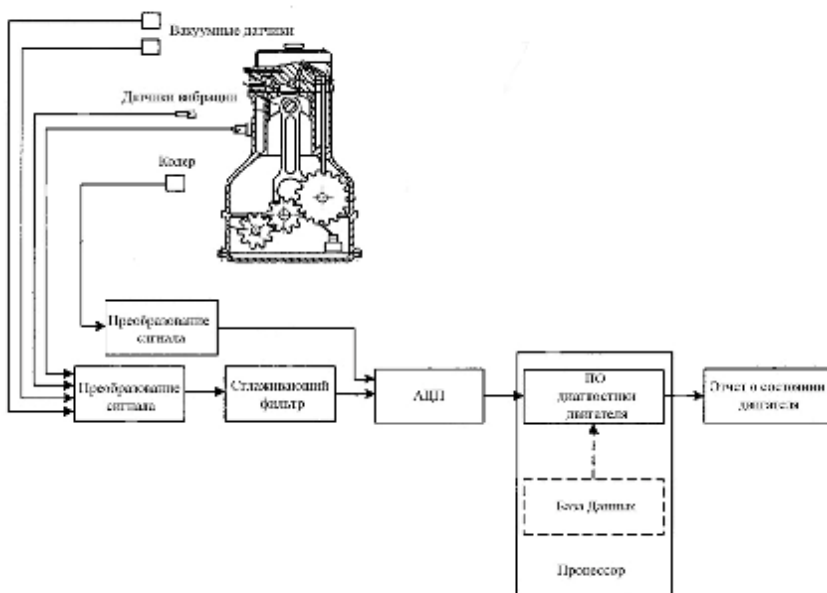 Вакуумные датчики
Датчики вибрации
Кодер
Преобразование
сигнала
Преобразование
сигнала
Сглаживающий
фильтр
АЦП
ПО
диагностики
двигателя
Отчет о состоянии
двигателя
База Данных
Процессор